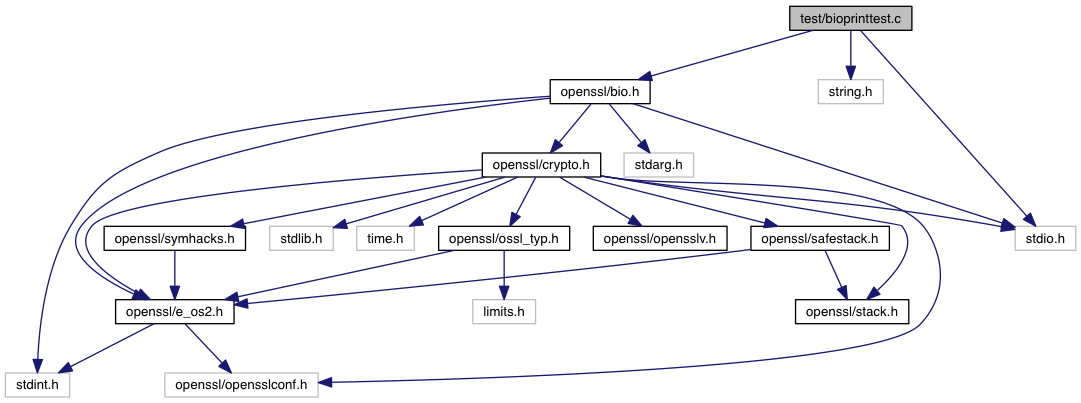 test/bioprinttest.c
openssl/bio.h
string.h
openssl/crypto.h
stdarg.h
openssl/symhacks.h
stdlib.h
time.h
openssl/ossl_typ.h
openssl/opensslv.h
openssl/safestack.h
stdio.h
openssl/e_os2.h
limits.h
openssl/stack.h
stdint.h
openssl/opensslconf.h